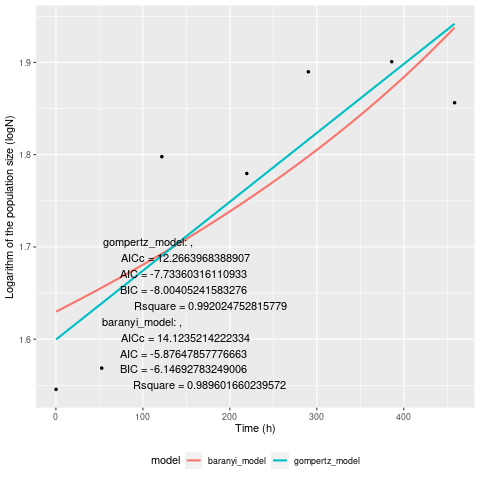 1.9
1.8
1.7
1.6
Logarithm of the population size (logN)
gompertz_model: ,
AICc = 12.2663968388907
AIC = -7.73360316110933
BIC = -8.00405241583276
Rsquare = 0.992024752815779
baranyi_model: ,
AICc = 14.1235214222334
AIC = -5.87647857776663
BIC = -6.14692783249006
Rsquare = 0.989601660239572
0 100 200 300 400
Time (h)
model baranyi_model gompertz_model